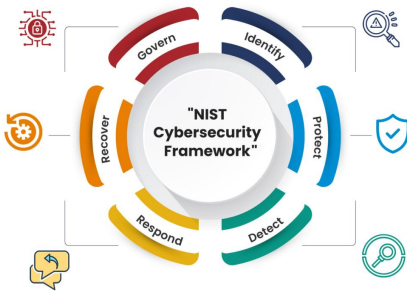 Govern
Identify
"NIST
Cybersecurity
Framework"
Recover
Protect
Respond
Detect